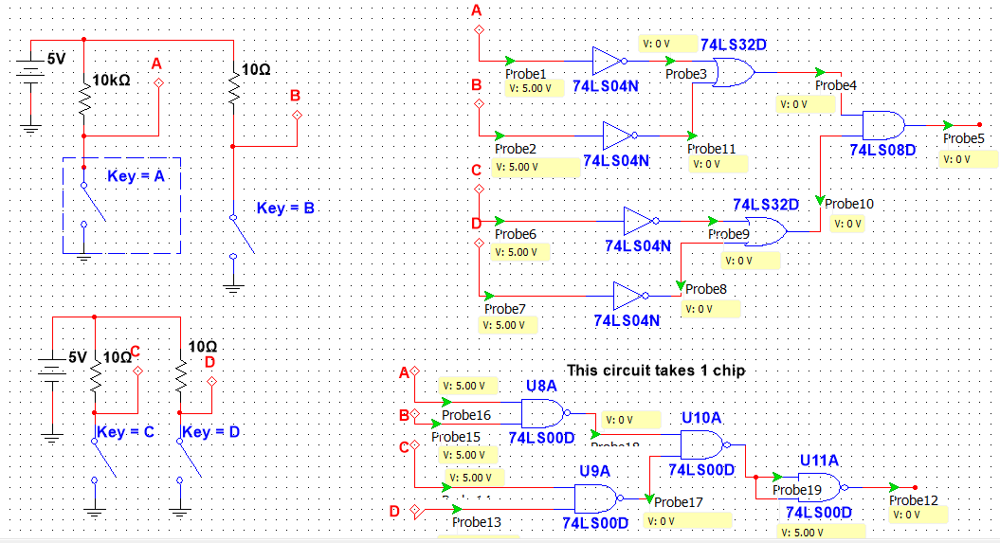 5V
10kΩ
A
10Ω
B
Key = A
Key = B
5V
10Ω
C
10Ω
D
Key = C
Key = D
A
Probe1
V: 5.00 V
74LS04N
V: 0 V
Probe3
74LS32D
Probe4
V: 0 V
B
Probe2
V: 5.00 V
74LS04N
Probe11
V: 0 V
74LS08D
Probe5
V: 0 V
C
Probe6
V: 5.00 V
74LS04N
Probe9
V: 0 V
74LS32D
Probe10
V: 0 V
D
Probe7
V: 5.00 V
74LS04N
Probe8
V: 0 V
This circuit takes 1 chip
A
V: 5.00 V
Probe16
U8A
74LS00D
B
Probe15
V: 5.00 V
V: 0 V
Probe18
U10A
74LS00D
C
V: 5.00 V
U9A
74LS00D
Probe17
V: 0 V
D
Probe13
U11A
Probe19
74LS00D
V: 5.00 V
Probe12
V: 0 V